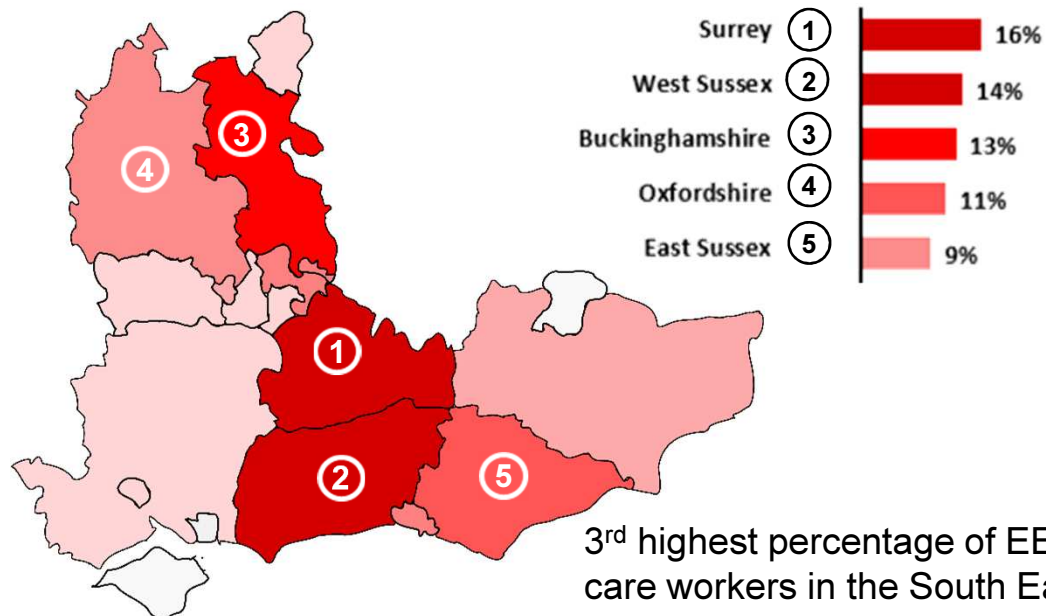 Surrey 1 16%
West Sussex 2 14%
Buckinghamshire 3 13%
Oxfordshire 4 11%
East Sussex 5 9%
3
4
1
2
5
3rd highest percentage of
care workers in the South